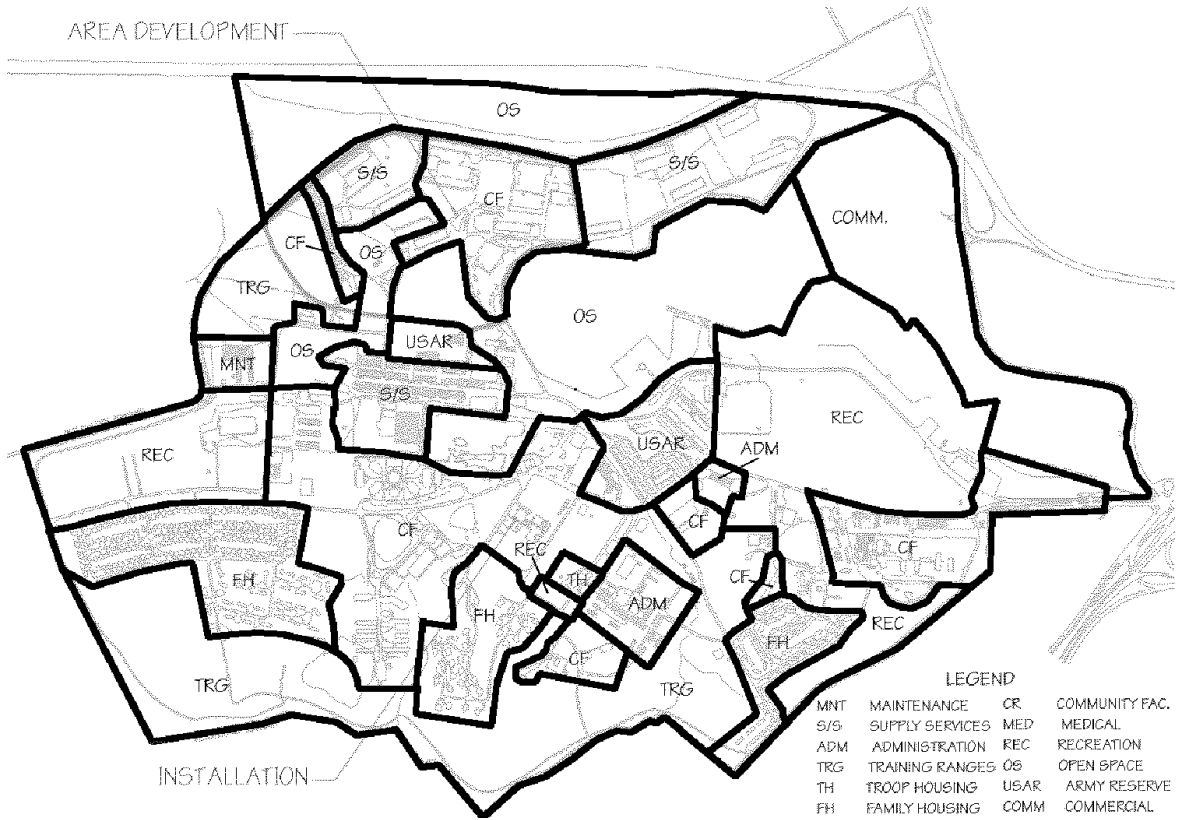 AREA DEVELOPMENT
OS
S/S
S/S
CF
COMM.
CF
OS
TRG
OS
USAR
OS
MNT
S/S
REC
USAR
REC
ADM
CF
CF
REC
CF
TH
CF
FH
FH
ADM
FH
REC
CF
TRG
TRG
INSTALLATION
LEGEND
MNT MAINTENANCE CR COMMUNITY FAC.
S/S SUPPLY SERVICES MED MEDICAL
ADM ADMINISTRATION REC RECREATION
TRG TRAINING RANGES OS OPEN SPACE
TH TROOP HOUSING USAR ARMY RESERVE
FH FAMILY HOUSING COMM COMMERCIAL